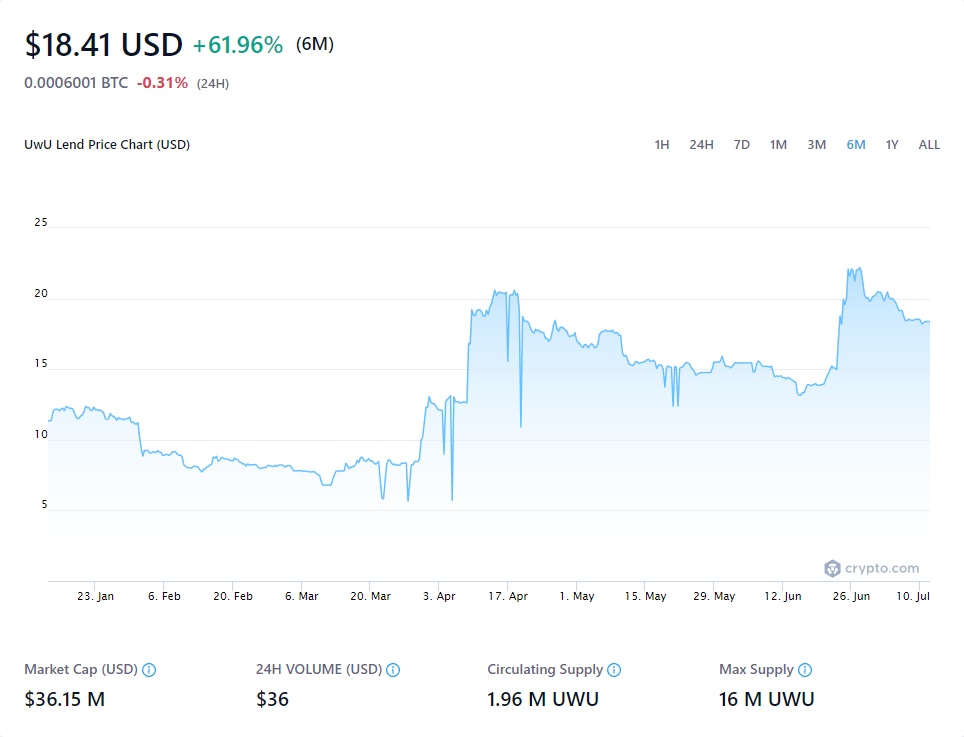 $18.41 USD +61.96% (6M)
0.0006001 BTC -0.31% (24H)
UwU Lend Price Chart (USD) 1H 24H 7D 1M 3M 6M 1Y ALL
25
20
15
10
5
crypto.com
23. Jan 6. Feb 20. Feb 6. Mar 20. Mar 3. Apr 17. Apr 1. May 15. May 29. May 12. Jun 26. Jun 10. Jul
Market Cap (USD) 24H VOLUME (USD) Circulating Supply Max Supply
$36.15 M $36 1.96 M UWU 16 M UWU